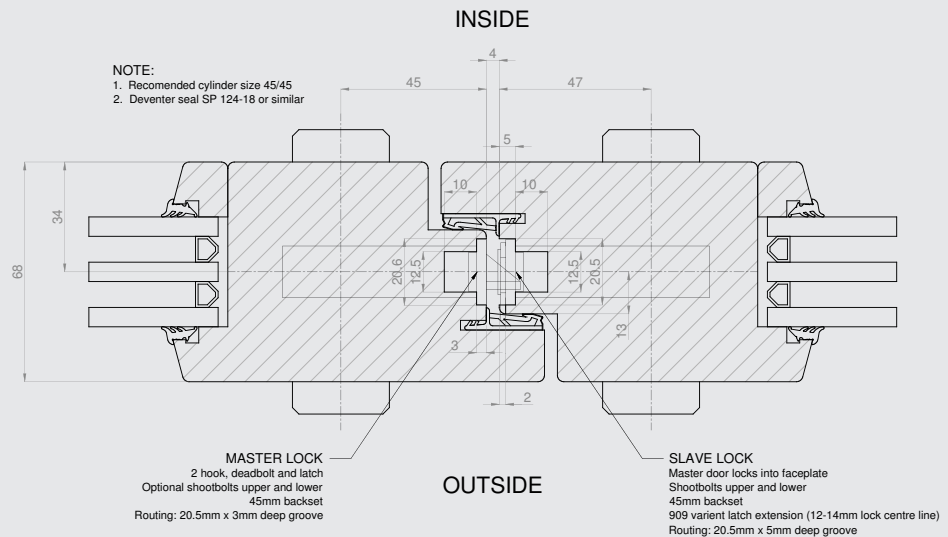 INSIDE
NOTE:
1. Recomended cylinder size 45/45
2. Deventer seal SP 124-18 or similar
4
45
47
5
10
10
34
68
20.6
12.5
12.5
20.5
13
3
2
MASTER LOCK
2 hook, deadbolt and latch
Optional shootbolts upper and lower
45mm backset
Routing: 20.5mm x 3mm deep groove
OUTSIDE
SLAVE LOCK
Master door locks into faceplate
Shootbolts upper and lower
45mm backset
909 varient latch extension (12-14mm lock centre line)
Routing: 20.5mm x 5mm deep groove